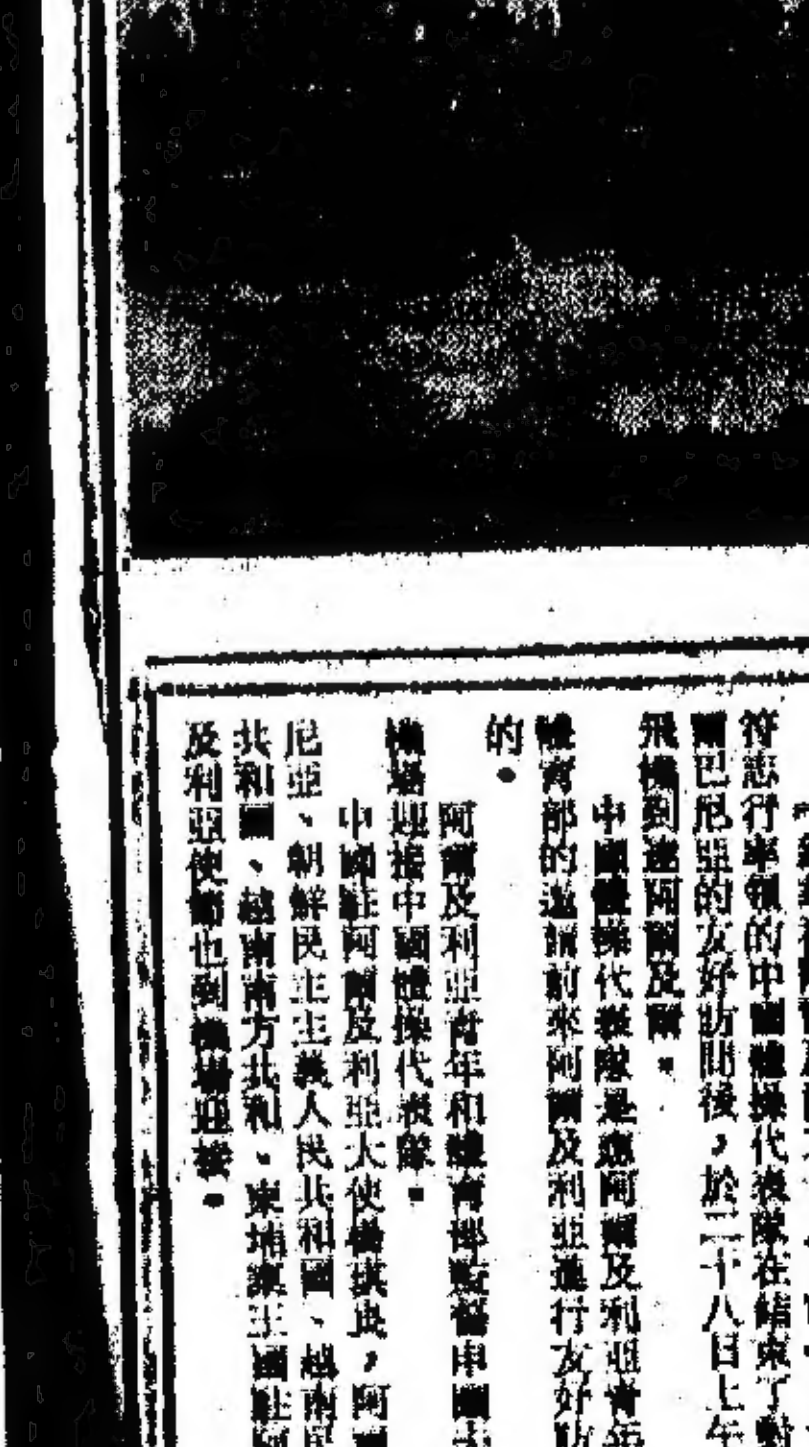 符志行率領的中國體操代表隊在結束了對
爾巴尼亞的友好訪問後，於二十八日上午
飛機到達阿爾及爾。
中國體操代表隊是應阿爾及利亞青年
體育部的邀請前來阿爾及利亞進行友好訪
的。
阿爾及利亞青年和體育部
機場迎接中國體操代表隊。
中國駐阿爾及利亞大使，阿爾
尼亞、朝鮮民主主義人民共和國、越南民
共和國、越南南方共和、柬埔寨王國駐阿
及利亞使節也到機場迎接。